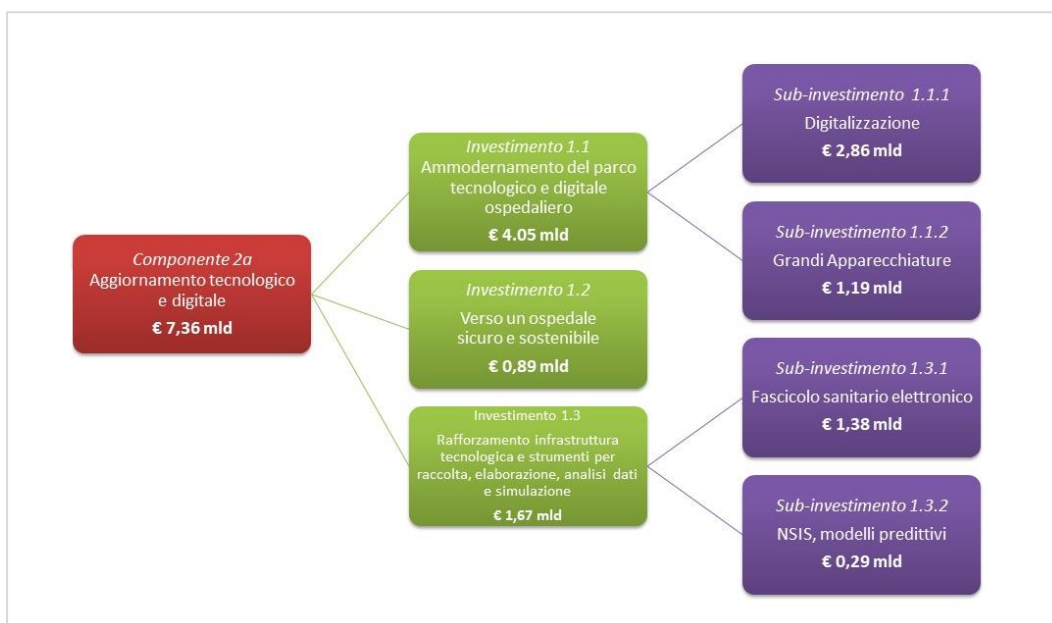 Componente 2a
Aggiornamento tecnologico
e digitale
€ 7,36 mld
Investimento 1.1
Ammodernamento del parco
tecnologico e digitale
ospedaliero
€ 4.05 mld
Investimento 1.2
Verso un ospedale
sicuro e sostenibile
€ 0,89 mld
Investimento 1.3
Rafforzamento infrastruttura
tecnologica e strumenti per
raccolta, elaborazione, analisi dati
e simulazione
€ 1,67 mld
Sub-investimento 1.1.1
Digitalizzazione
€ 2,86 mld
Sub-investimento 1.1.2
Grandi Apparecchiature
€ 1,19 mld
Sub-investimento 1.3.1
Fascicolo sanitario elettronico
€ 1,38 mld
Sub-investimento 1.3.2
NSIS, modelli predittivi
€ 0,29 mld